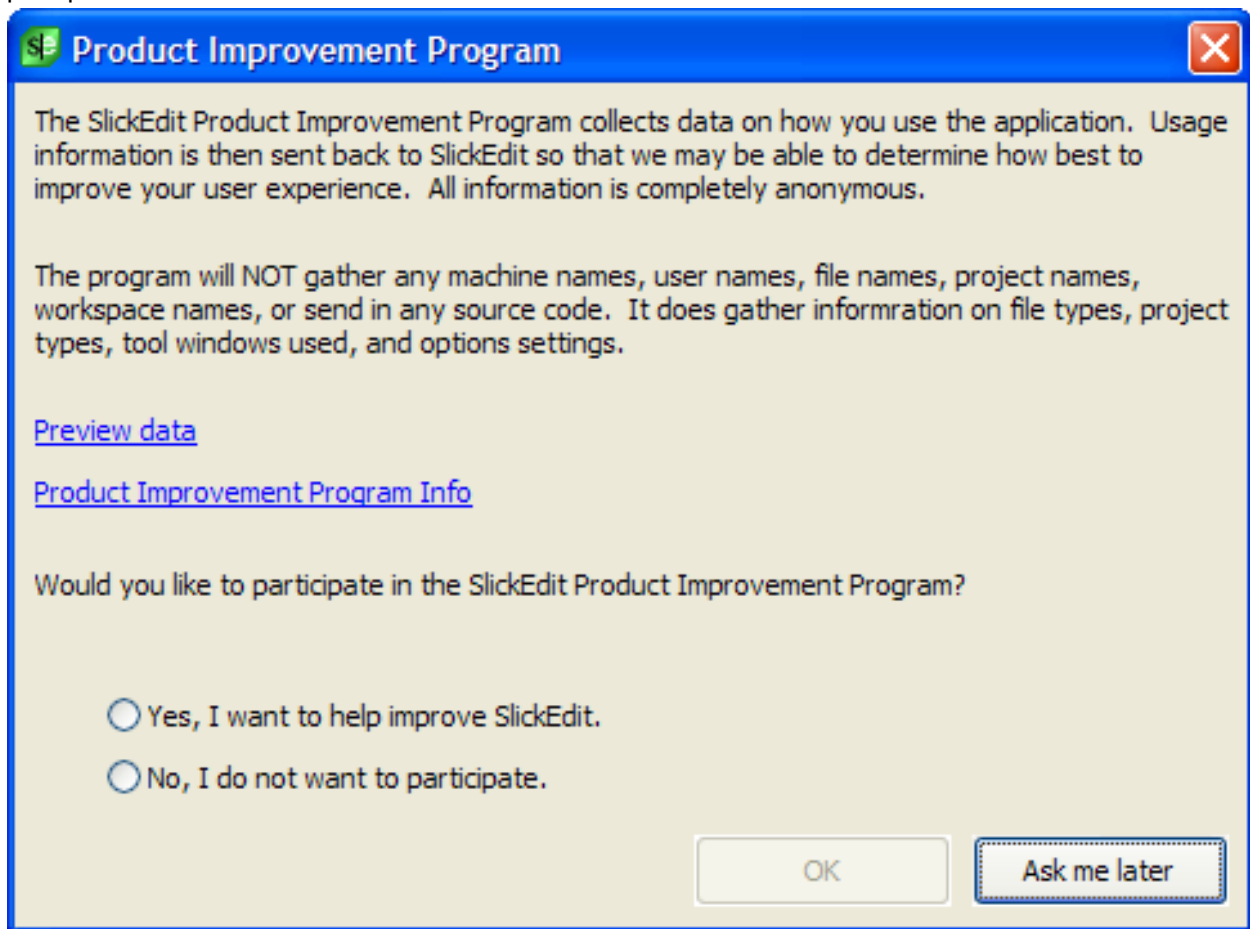 Product Improvement Program
The SlickEdit Product Improvement Program collects data on how you use the application.  Usage
information is then sent back to SlickEdit so that we may be able to determine how best to
improve your user experience.  All information is completely anonymous.
The program will NOT gather any machine names, user names, file names, project names,
workspace names, or send in any source code.  It does gather informration on file types, project
types, tool windows used, and options settings.
Preview data
Product Improvement Program Info
Would you like to participate in the SlickEdit Product Improvement Program?
Yes, I want to help improve SlickEdit.
No, I do not want to participate.
OK
Ask me later